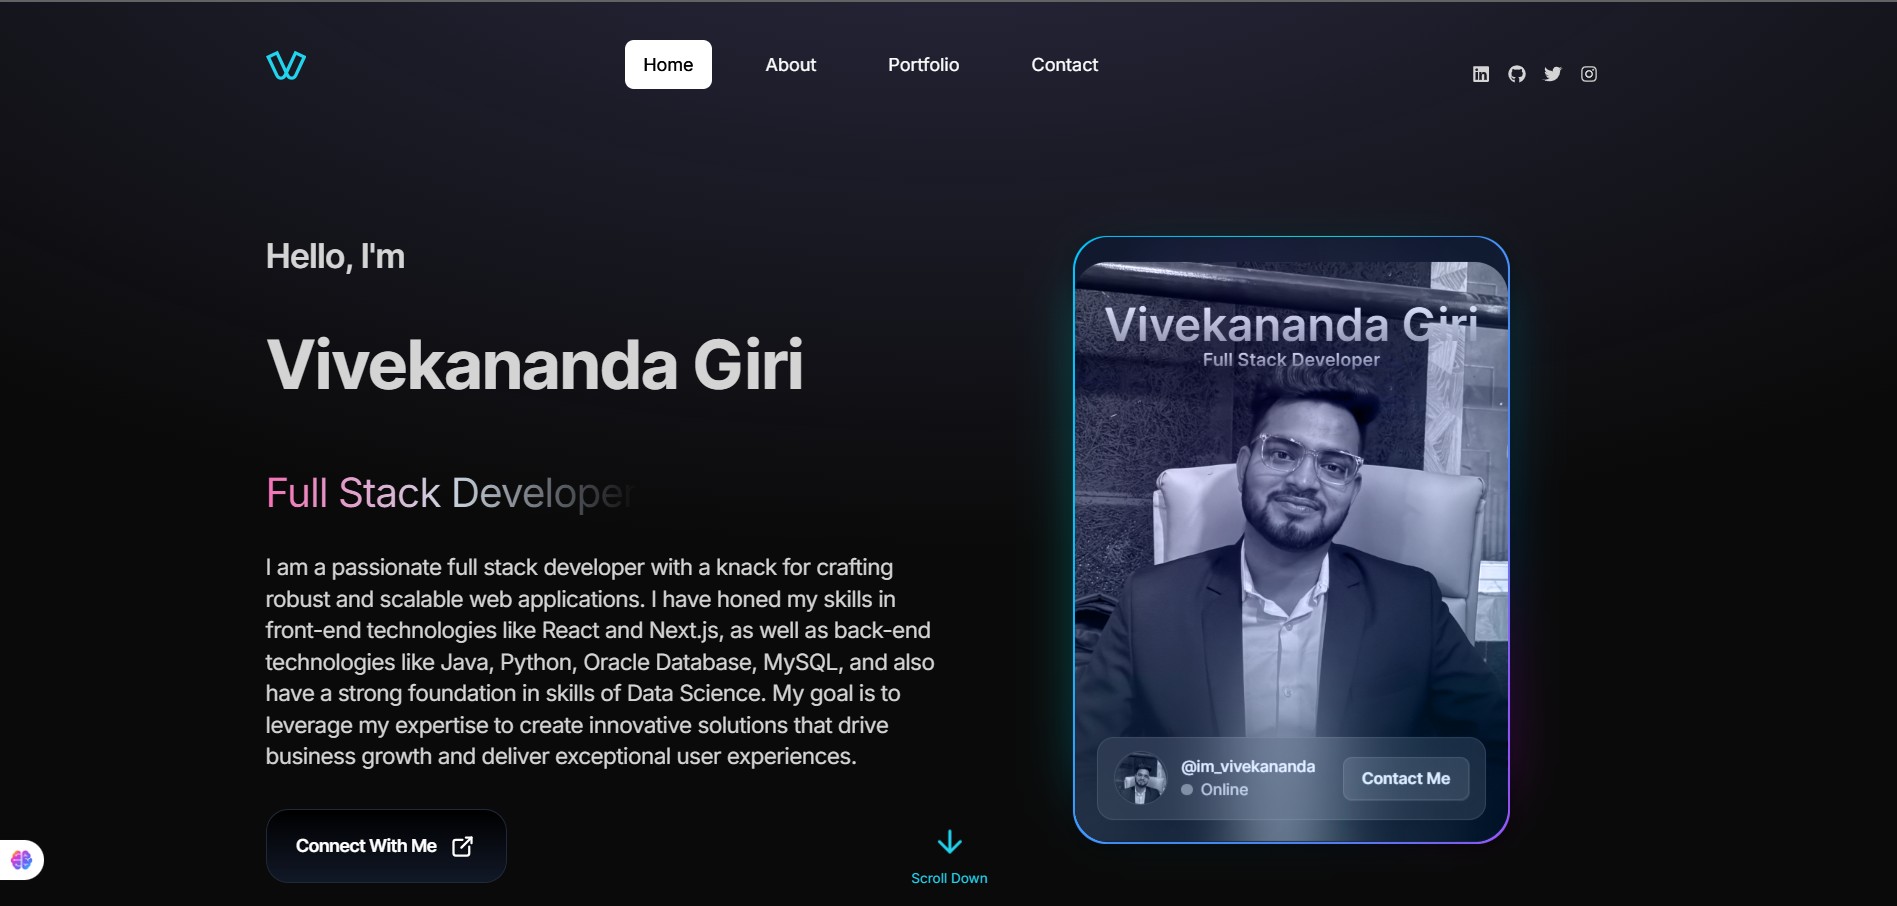 Home
About
Portfolio
Contact
Hello, I'm
Vivekananda Giri
Full Stack Developer
I am a passionate full stack developer with a knack for crafting
robust and scalable web applications. I have honed my skills in
front-end technologies like React and Next.js, as well as back-end
technologies like Java, Python, Oracle Database, MySQL, and also
have a strong foundation in skills of Data Science. My goal is to
leverage my expertise to create innovative solutions that drive
business growth and deliver exceptional user experiences.
Connect With Me
Scroll Down
Vivekananda Giri
Full Stack Developer
@im_vivekananda
Online
Contact Me